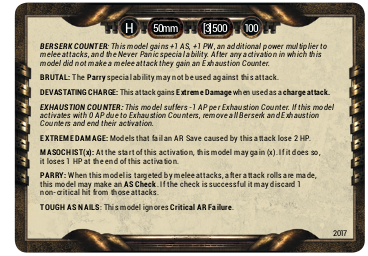 H 50mm 3 500 100
BERSERK COUNTER: This model gains +1 AS, +1 PW, an additional power multiplier to
melee attacks, and the Never Panic special ability. After any activation in which this
model did not make a melee attack they gain an Exhaustion Counter.
BRUTAL: The Parry special ability may not be used against this attack.
DEVASTATING CHARGE: This attack gains Extreme Damage when used as a charge attack.
EXHAUSTION COUNTER: This model suffers -1 AP per Exhaustion Counter. If this model
activates with 0 AP due to Exhaustion Counters, remove all Berserk and Exhaustion
Counters and end their activation.
EXTREME DAMAGE: Models that fail an AR Save caused by this attack lose 2 HP.
MASOCHIST(x): At the start of this activation, this model may gain (x). If it does so,
it loses 1 HP at the end of this activation.
PARRY: When this model is targeted by melee attacks, after attack rolls are made,
this model may make an AS Check. If the check is successful it may discard 1
non-critical hit from those attacks.
TOUGH AS NAILS: This model ignores Critical AR Failure.
2017